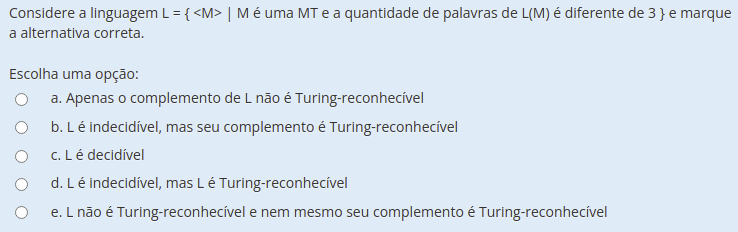 Considere a linguagem L = { <M> | M é uma MT e a quantidade de palavras de L(M) é diferente de 3 } e marque
a alternativa correta.
Escolha uma opção:
a. Apenas o complemento de L não é Turing-reconhecível
b. L é indecidível, mas seu complemento é Turing-reconhecível
c. L é decidível
d. L é indecidível, mas L é Turing-reconhecível
e. L não é Turing-reconhecível e nem mesmo seu complemento é Turing-reconhecível